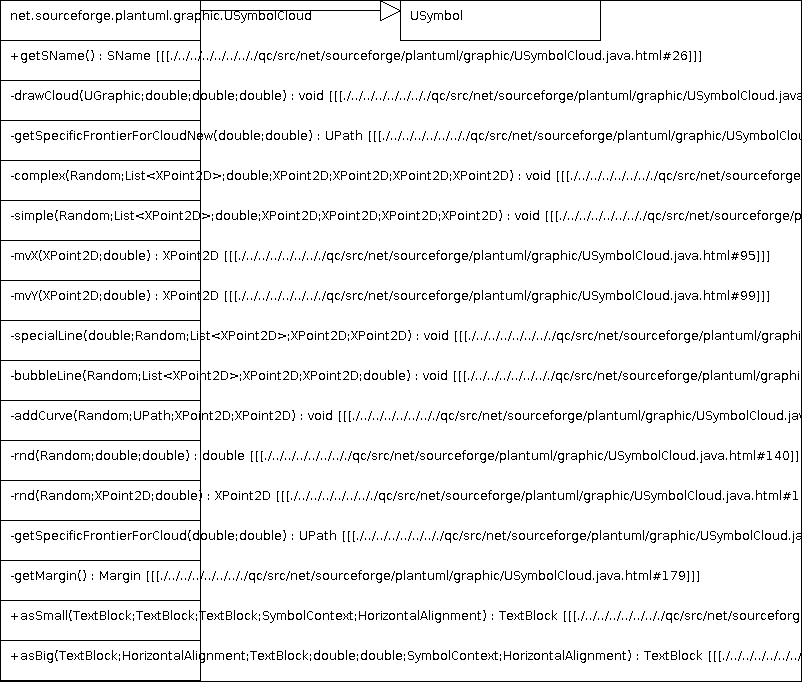 net.sourceforge.plantuml.graphic.USymbolCloud
USymbol
+getSName() : SName [[[./../../../../../../qc/src/net/sourceforge/plantuml/graphic/USymbolCloud.java.html#26]]]
-drawCloud(UGraphic;double;double;double) : void [[[./../../../../../../qc/src/net/sourceforge/plantuml/graphic/USymbolCloud.java
-getSpecificFrontierForCloudNew(double;double) : UPath [[[./../../../../../../qc/src/net/sourceforge/plantuml/graphic/USymbolClou
-complex(Random;List<XPoint2D>;double;XPoint2D;XPoint2D;XPoint2D;XPoint2D) : void [[[./../../../../../../qc/src/net/sourceforge
-simple(Random;List<XPoint2D>;double;XPoint2D;XPoint2D;XPoint2D;XPoint2D) : void [[[./../../../../../../qc/src/net/sourceforge/p
-mvX(XPoint2D;double) : XPoint2D [[[./../../../../../../qc/src/net/sourceforge/plantuml/graphic/USymbolCloud.java.html#95]]]
-mvY(XPoint2D;double) : XPoint2D [[[./../../../../../../qc/src/net/sourceforge/plantuml/graphic/USymbolCloud.java.html#99]]]
-specialLine(double;Random;List<XPoint2D>;XPoint2D;XPoint2D) : void [[[./../../../../../../qc/src/net/sourceforge/plantuml/graphi
-bubbleLine(Random;List<XPoint2D>;XPoint2D;XPoint2D;double) : void [[[./../../../../../../qc/src/net/sourceforge/plantuml/graphi
-addCurve(Random;UPath;XPoint2D;XPoint2D) : void [[[./../../../../../../qc/src/net/sourceforge/plantuml/graphic/USymbolCloud.jav
-rnd(Random;double;double) : double [[[./../../../../../../qc/src/net/sourceforge/plantuml/graphic/USymbolCloud.java.html#140]]
-rnd(Random;XPoint2D;double) : XPoint2D [[[./../../../../../../qc/src/net/sourceforge/plantuml/graphic/USymbolCloud.java.html#1
-getSpecificFrontierForCloud(double;double) : UPath [[[./../../../../../../qc/src/net/sourceforge/plantuml/graphic/USymbolCloud.ja
-getMargin() : Margin [[[./../../../../../../qc/src/net/sourceforge/plantuml/graphic/USymbolCloud.java.html#179]]]
+asSmall(TextBlock;TextBlock;TextBlock;SymbolContext;HorizontalAlignment) : TextBlock [[[./../../../../../../qc/src/net/sourceforg
+asBig(TextBlock;HorizontalAlignment;TextBlock;double;double;SymbolContext;HorizontalAlignment) : TextBlock [[[./../../../../../